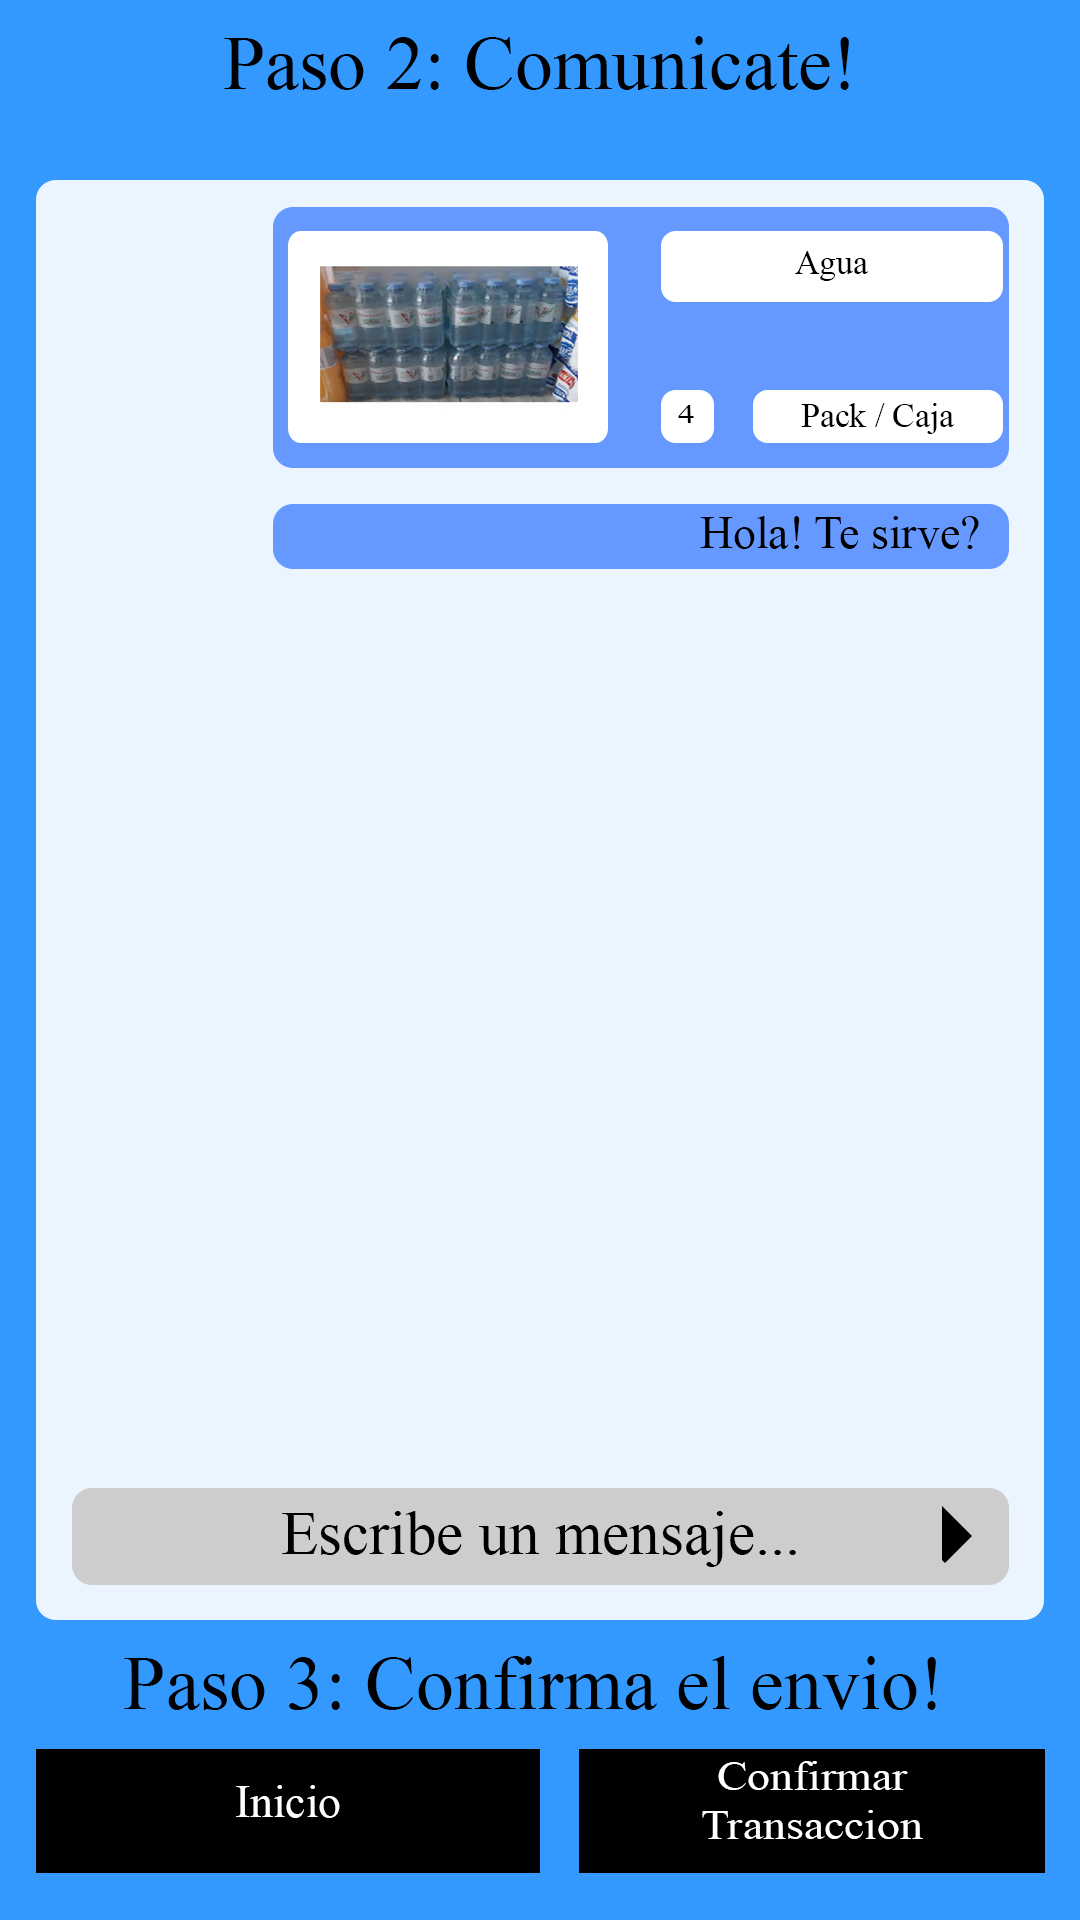 Paso 2: Comunicate!
Agua
4
Pack / Caja
Hola! Te sirve?
Escribe un mensaje...
Paso 3: Confirma el envio!
Inicio
Confirmar
Transaccion